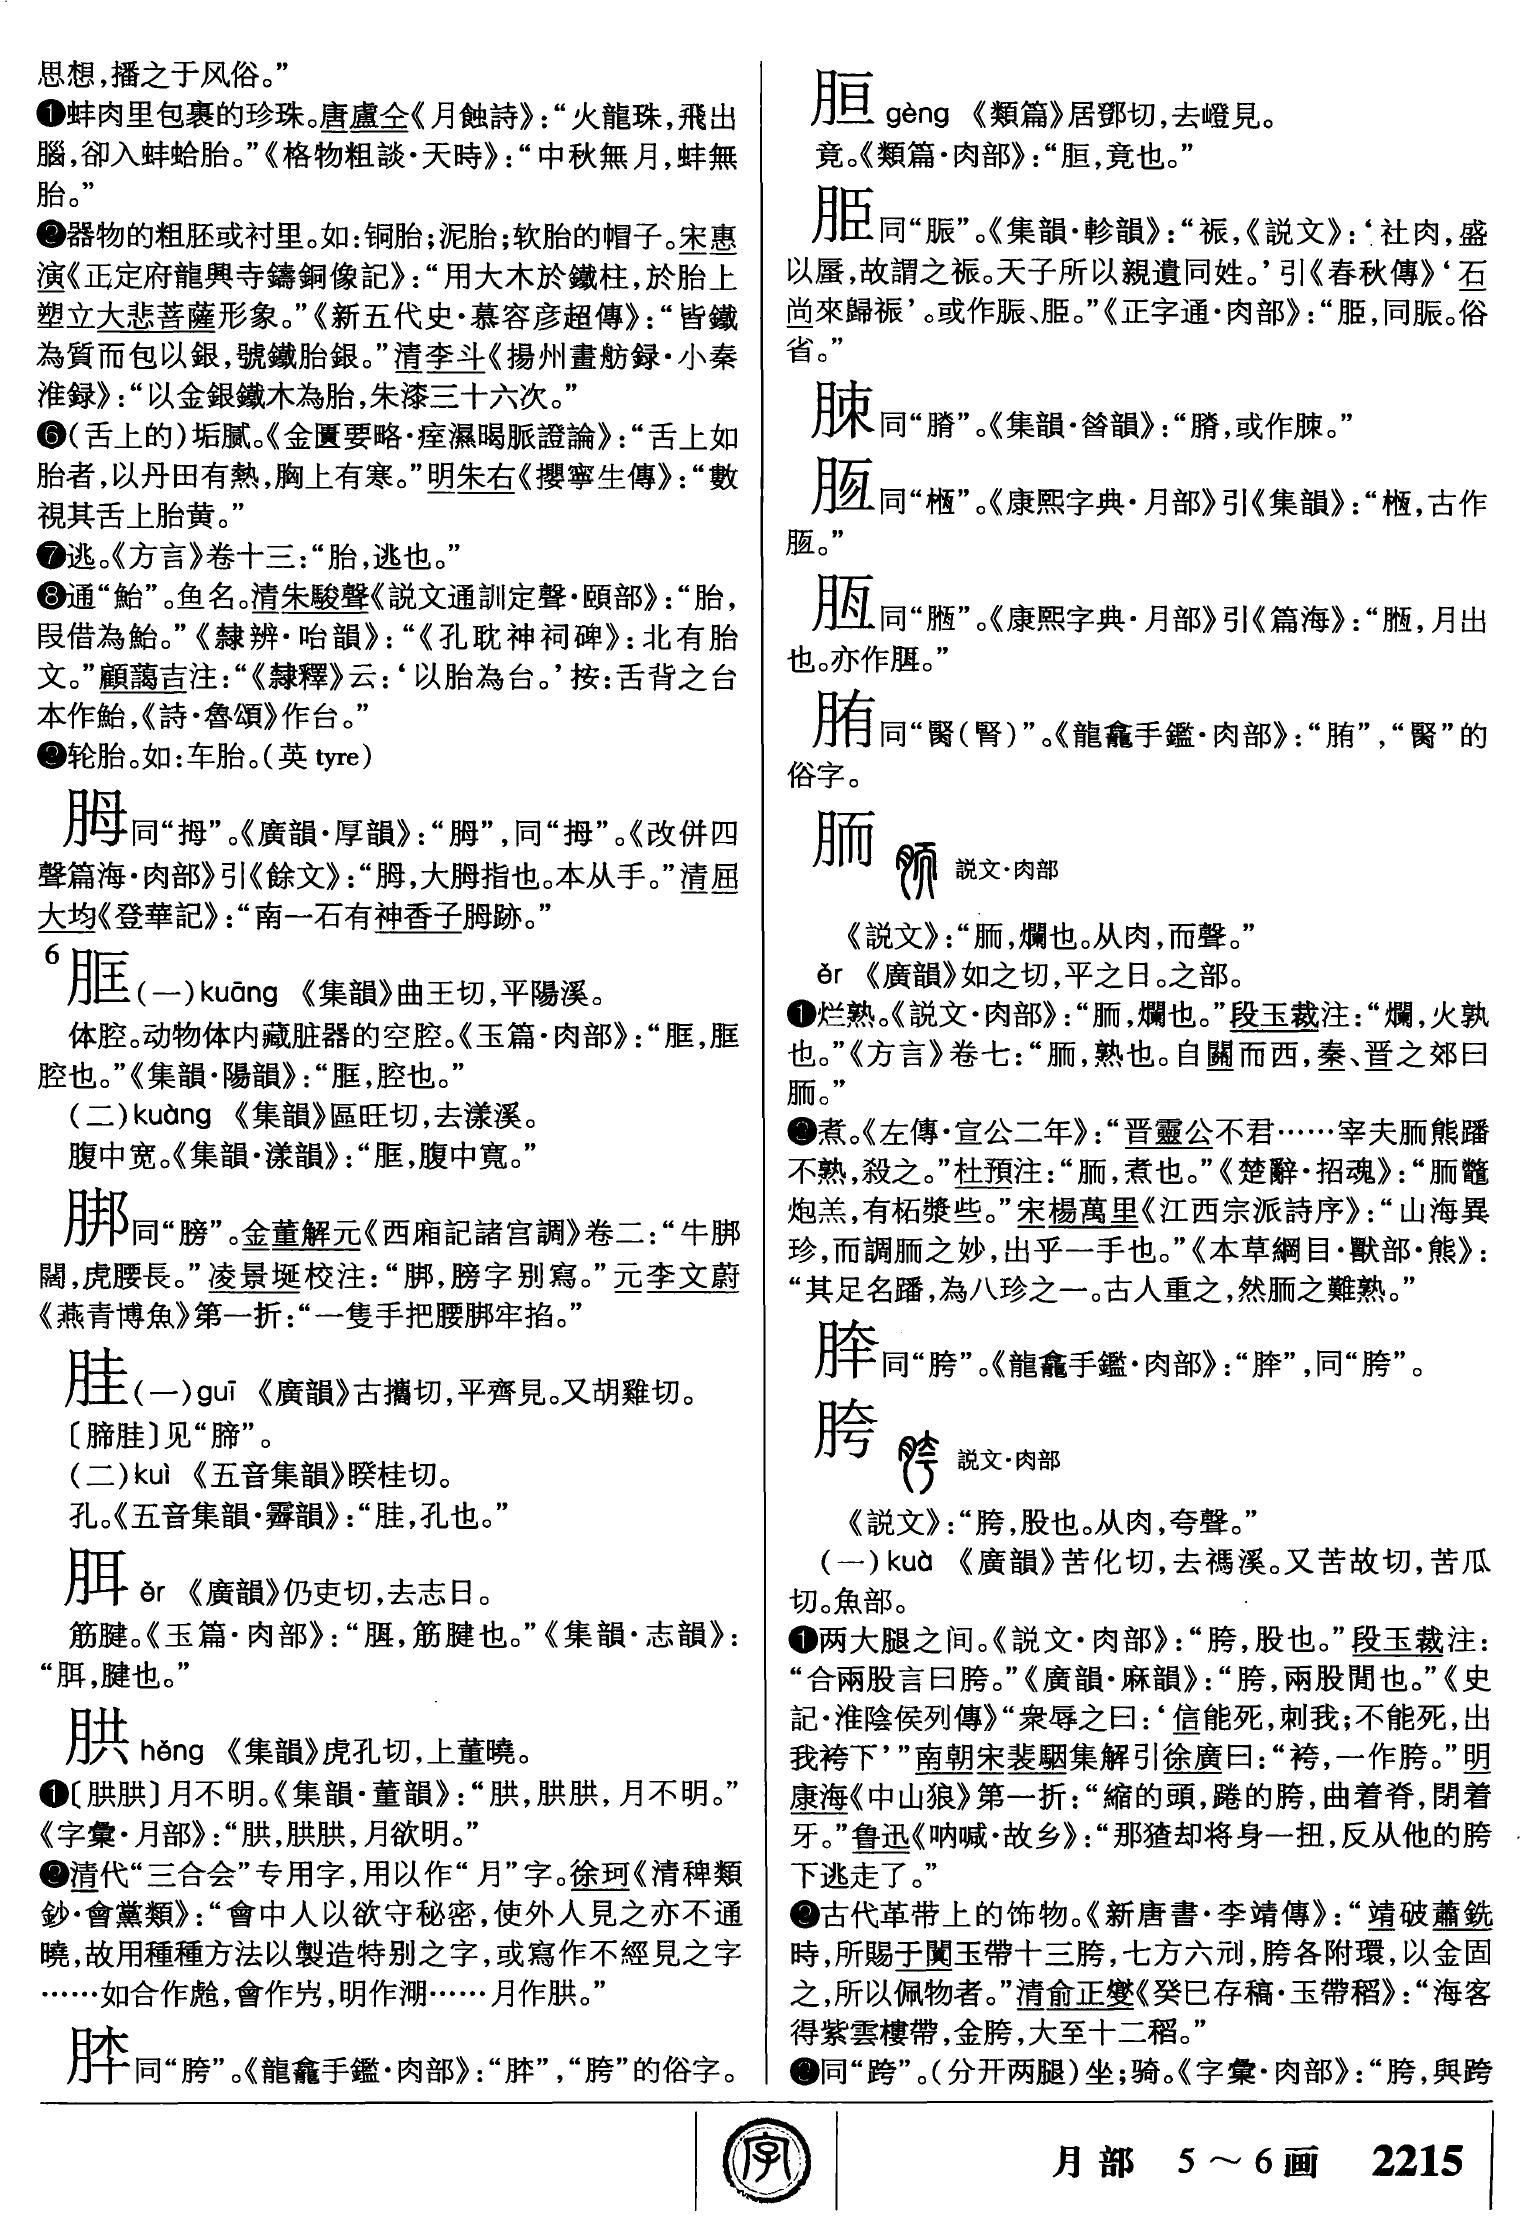 思想,播之于风俗。”
❶蚌肉里包裹的珍珠。唐盧仝《月蝕詩》:“火龍珠,飛出
腦,卻入蚌蛤胎。”《格物粗談·天時》:“中秋無月,蚌無
胎。”
❷器物的粗胚或衬里。如:铜胎;泥胎;软胎的帽子。宋惠
演《正定府龍興寺鑄銅像記》:“用大木於鐵柱,於胎上
塑立大悲菩薩形象。”《新五代史·慕容彦超傳》:“皆鐵
為質而包以銀,號鐵胎銀。”清李斗《揚州畫舫録·小秦
淮録》:“以金銀鐵木為胎,朱漆三十六次。”
❻(舌上的)垢腻。《金匱要略·痙濕暍脈證論》:“舌上如
胎者,以丹田有熱,胸上有寒。”明朱右《攖寧生傳》:“數
視其舌上胎黄。”
❼逃。《方言》卷十三:“胎,逃也。”
❽通“鮐”。鱼名。清朱駿聲《説文通訓定聲·頤部》:“胎,
叚借為鮐。”《隸辨·咍韻》:“《孔耽神祠碑》:北有胎
文。”顧藹吉注:“《隸釋》云:‘以胎為台。’按:舌背之台
本作鮐,《詩·魯頌》作台。”
❷轮胎。如:车胎。(英 tyre)
胟同“拇”。《廣韻·厚韻》:“胟”,同“拇”。《改併四
聲篇海·肉部》引《餘文》:“胟,大胟指也。本从手。”清屈
大均《登華記》:“南一石有神香子胟跡。”
6
胿(一)kuāng 《集韻》曲王切,平陽溪。
体腔。动物体内藏脏器的空腔。《玉篇·肉部》:“胿,胿
腔也。”《集韻·陽韻》:“胿,腔也。”
(二)kuàng 《集韻》區旺切,去漾溪。
腹中宽。《集韻·漾韻》:“胿,腹中寬。”
䏺同“膀”。金董解元《西廂記諸宫調》卷二:“牛䏺
闊,虎腰長。”凌景埏校注:“䏺,膀字别寫。”元李文蔚
《燕青博魚》第一折:“一隻手把腰䏺牢掐。”
胿(一)guī 《廣韻》古攜切,平齊見。又胡雞切。
〔腣胿〕见“腣”。
(二)kuì 《五音集韻》睽桂切。
孔。《五音集韻·霽韻》:“胿,孔也。”
胹 ěr 《廣韻》仍吏切,去志日。
筋腱。《玉篇·肉部》:“,筋腱也。”《集韻·志韻》:
“,腱也。”
䀧 hěng 《集韻》虎孔切,上董曉。
❶〔〕月不明。《集韻·董韻》:“,月不明。”
《字彙·月部》:“,月欲明。”
❷清代“三合会”专用字,用以作“月”字。徐珂《清稗類
鈔·會黨類》:“會中人以欲守秘密,使外人見之亦不通
曉,故用種種方法以製造特别之字,或寫作不經見之字
……如合作,會作,明作……月作。”
同“胯”。《龍龕手鑑·肉部》:“”,“胯”的俗字。
𦛟 gèng 《類篇》居鄧切,去嶝見。
竟。《類篇·肉部》:“,竟也。”
同“脤”。《集韻·軫韻》:“祳,《説文》:‘社肉,盛
以蜃,故謂之祳。天子所以親遺同姓。’引《春秋傳》‘石
尚來歸祳’。或作脤、。”《正字通·肉部》:“,同脤。俗
省。”
同“膌”。《集韻·㫺韻》:“膌,或作。”
同“”。《康熙字典·月部》引《集韻》:“,古作
。”
同“”。《康熙字典·月部》引《篇海》:“,月出
也。亦作。”
同“(腎)”。《龍龕手鑑·肉部》:“”,“”的
俗字。
胹 説文·肉部
《説文》:“胹,爛也。从肉,而聲。”
ěr 《廣韻》如之切,平之日。之部。
❶烂熟。《説文·肉部》:“胹,爛也。”段玉裁注:“爛,火孰
也。”《方言》卷七:“胹,熟也。自關而西,秦、晋之郊曰
胹。”
❷煮。《左傳·宣公二年》:“晋靈公不君……宰夫胹熊蹯
不熟,殺之。”杜預注:“胹,煮也。”《楚辭·招魂》:“胹鼈
炮羔,有柘漿些。”宋楊萬里《江西宗派詩序》:“山海異
珍,而調胹之妙,出乎一手也。”《本草綱目·獸部·熊》:
“其足名蹯,為八珍之一。古人重之,然胹之難熟。”
同“胯”。《龍龕手鑑·肉部》:“”,同“胯”。
胯 説文·肉部
《説文》:“胯,股也。从肉,夸聲。”
(一)kuà 《廣韻》苦化切,去禡溪。又苦故切,苦瓜
切。魚部。
❶两大腿之间。《説文·肉部》:“胯,股也。”段玉裁注:
“合兩股言曰胯。”《廣韻·麻韻》:“胯,兩股閒也。”《史
記·淮陰侯列傳》“衆辱之曰:‘信能死,刺我;不能死,出
我袴下’”南朝宋裴駰集解引徐廣曰:“袴,一作胯。”明
康海《中山狼》第一折:“縮的頭,踡的胯,曲着脊,閉着
牙。”鲁迅《呐喊·故乡》:“那猹却将身一扭,反从他的胯
下逃走了。”
❷古代革带上的饰物。《新唐書·李靖傳》:“靖破蕭銑
時,所賜于闐玉帶十三胯,七方六刓,胯各附環,以金固
之,所以佩物者。”清俞正燮《癸巳存稿·玉帶稻》:“海客
得紫雲樓帶,金胯,大至十二稻。”
❷同“跨”。(分开两腿)坐;骑。《字彙·肉部》:“胯,與跨
字
月部 5～6画 2215